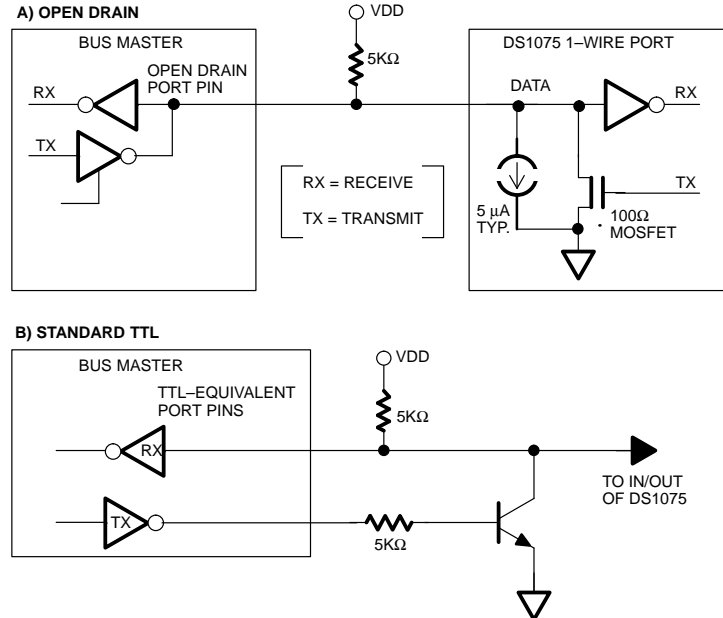 A) OPEN DRAIN
BUS MASTER
VDD
DS1075 1–WIRE PORT
5KΩ
OPEN DRAIN
PORT PIN
RX
DATA
RX
TX
TX
RX = RECEIVE
TX = TRANSMIT
5 μA
TYP.
100Ω
MOSFET
B) STANDARD TTL
BUS MASTER
VDD
TTL–EQUIVALENT
PORT PINS
5KΩ
RX
TO IN/OUT
OF DS1075
TX
5KΩ